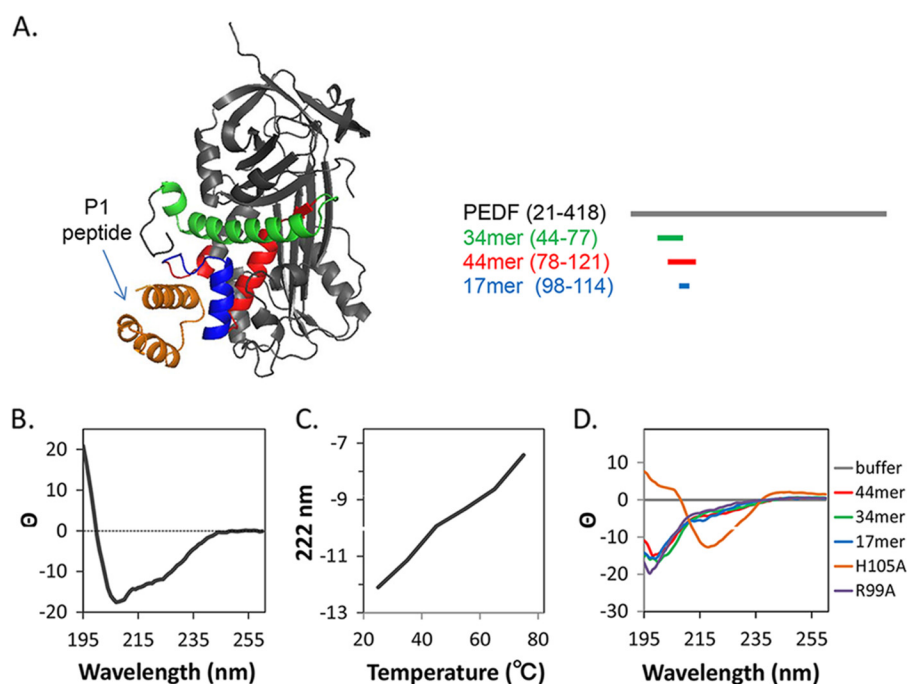 A.
P1
peptide
PEDF (21-418)
34mer (44-77)
44mer (78-121)
17mer (98-114)
B.
Θ
20
10
0
-10
-20
195 215 235 255
Wavelength (nm)
C.
222 nm
-7
-9
-11
-13
20 40 60 80
Temperature (°C)
D.
Θ
10
0
-10
-20
-30
195 215 235 255
Wavelength (nm)
buffer
44mer
34mer
17mer
H105A
R99A